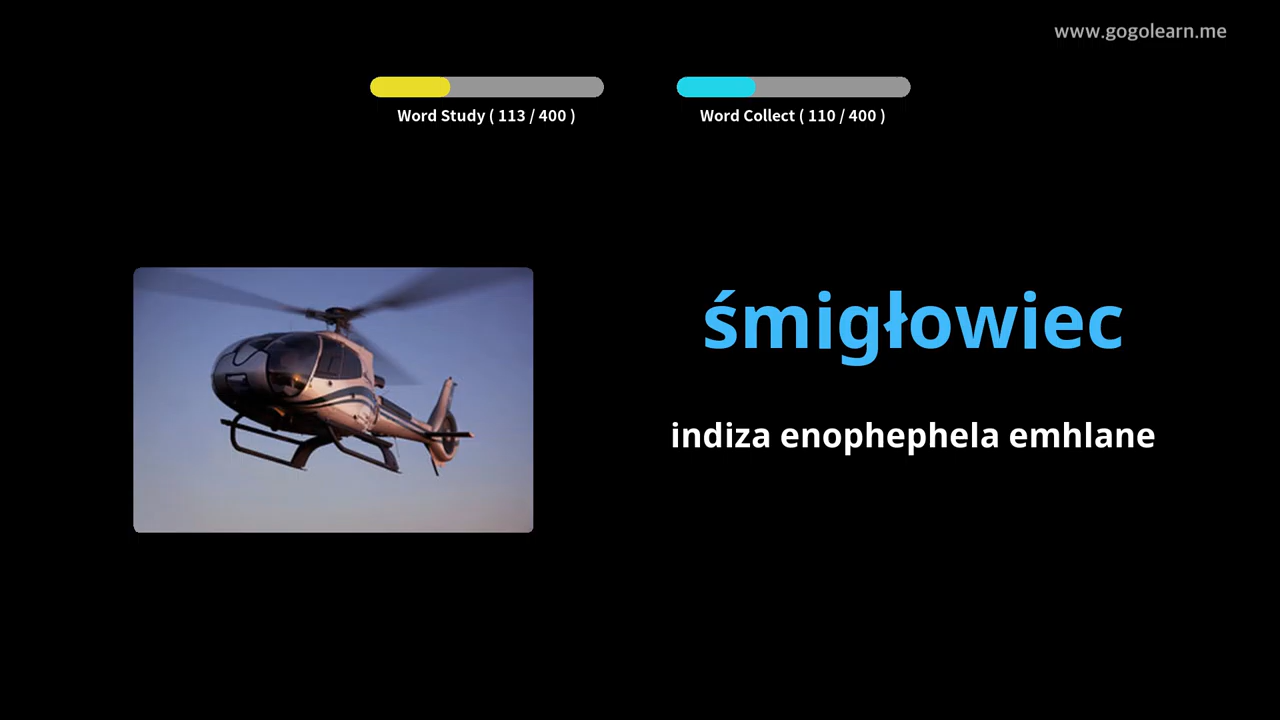 www.gogolearn.me
Word Study ( 113 / 400 )
Word Collect ( 110 / 400 )
śmigłowiec
indiza enophephela emhlane